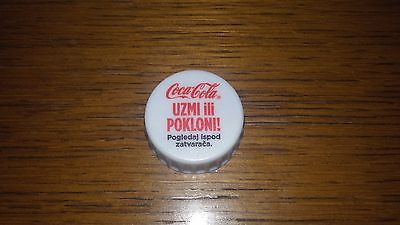 Coca-Cola
UZMI ili
POKLONI!
Pogledaj ispod
zatvarača.